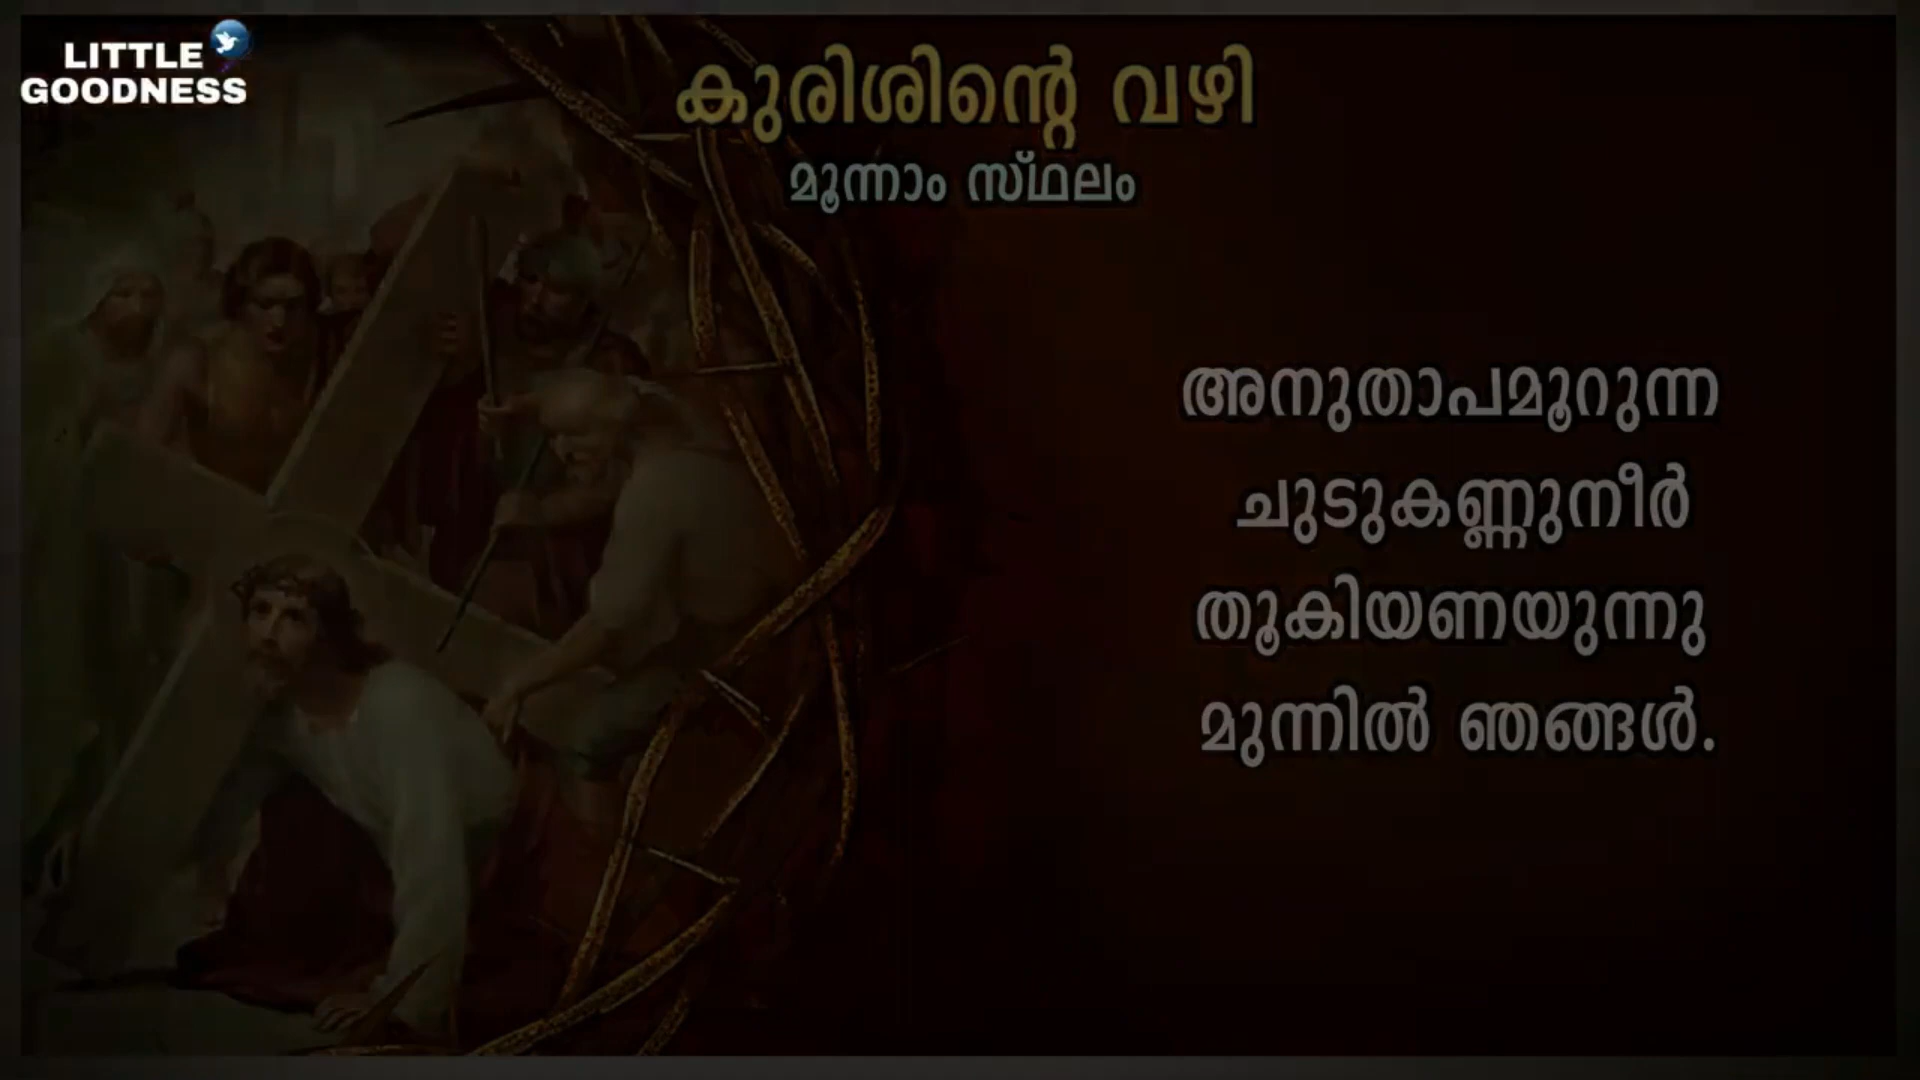 LITTLE
GOODNESS
കുരിശിന്റെ വഴി
മൂന്നാം സ്ഥലം
അനുതാപമൂറുന്ന
ചുടുകണ്ണുനീർ
തൂകിയണയുന്നു
മുന്നിൽ ഞങ്ങൾ.